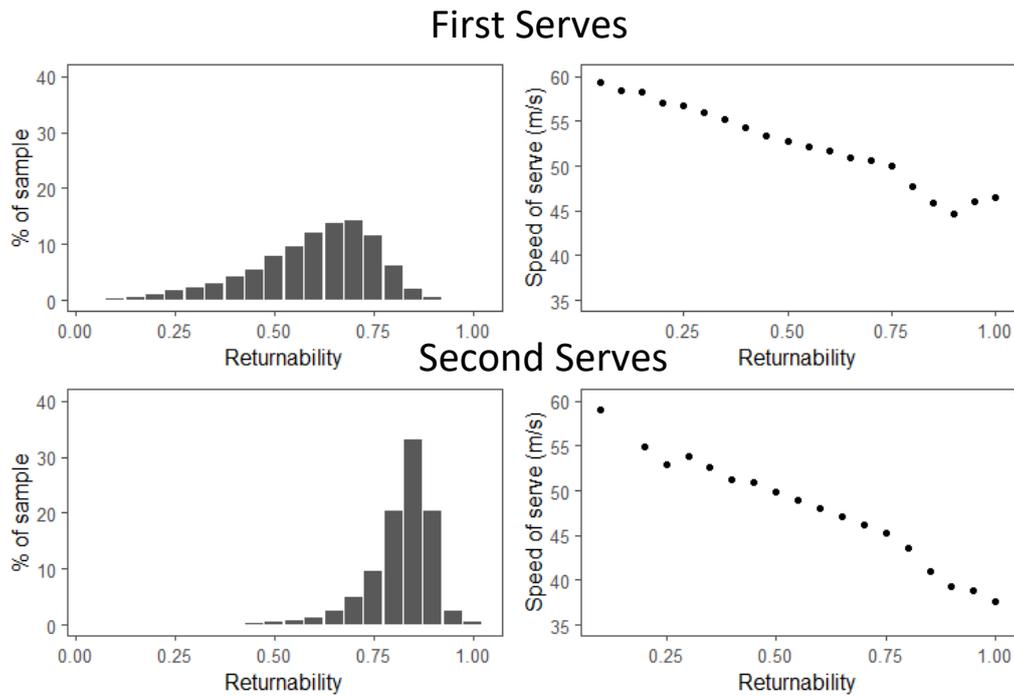 First Serves
40
30
20
10
0
% of sample
0.00 0.25 0.50 0.75 1.00
Returnability
60
55
50
45
40
35
Speed of serve (m/s)
0.25 0.50 0.75 1.00
Returnability
Second Serves
40
30
20
10
0
% of sample
0.00 0.25 0.50 0.75 1.00
Returnability
60
55
50
45
40
35
Speed of serve (m/s)
0.25 0.50 0.75 1.00
Returnability